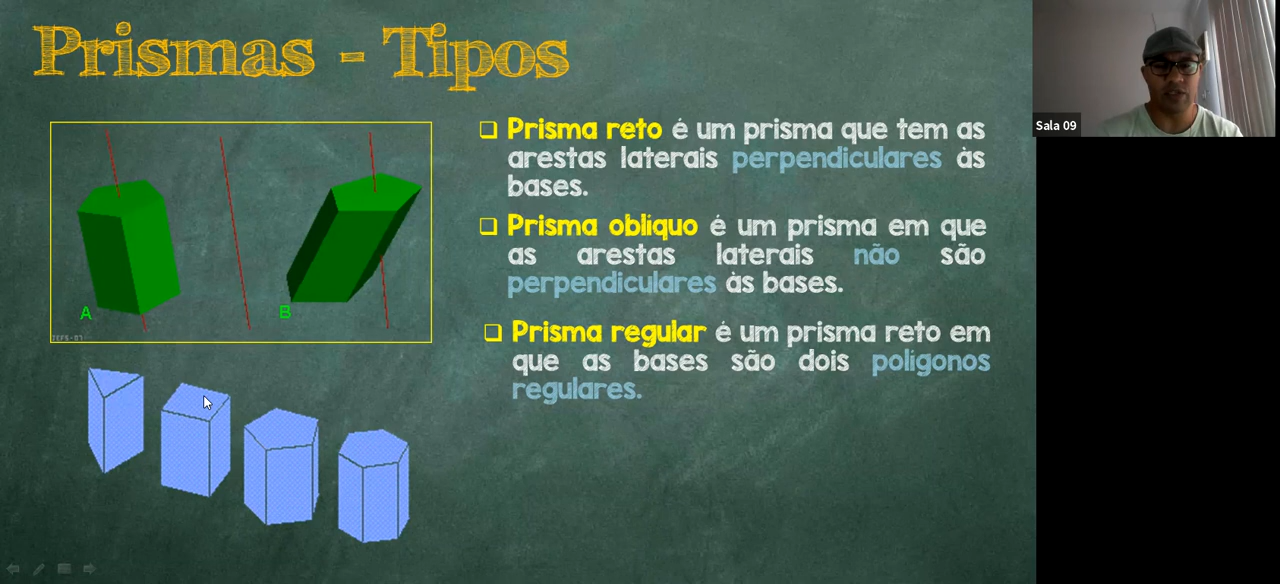 Prismas - Tipos
Prisma reto é um prisma que tem as
arestas laterais perpendiculares às
bases.
Prisma oblíquo é um prisma em que
as arestas laterais não são
perpendiculares às bases.
Prisma regular é um prisma reto em
que as bases são dois polígonos
regulares.
A
B
Sala 09